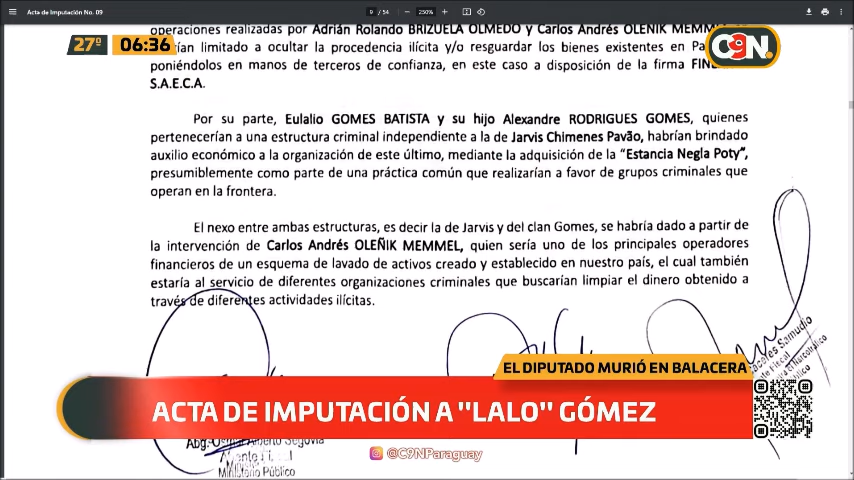 Acta de Imputación No. 09
9 / 54
250%
operaciones realizadas por Adrián Rolando BRIZUELA OLMEDO y Carlos Andrés OLEÑIK MEMMEL
limitado a ocultar la procedencia ilícita y/o resguardar los bienes existentes en
poniéndolos en manos de terceros de confianza, en este caso a disposición de la firma
S.A.E.C.A.
27º
06:36
C9N.
Por su parte, Eulalio GOMES BATISTA y su hijo Alexandre RODRIGUES GOMES, quienes
pertenecerían a una estructura criminal independiente a la de Jarvis Chimenes Pavão, habrían brindado
auxilio económico a la organización de este último, mediante la adquisición de la "Estancia Negla Poty",
presumiblemente como parte de una práctica común que realizarían a favor de grupos criminales que
operan en la frontera.
El nexo entre ambas estructuras, es decir la de Jarvis y del clan Gomes, se habría dado a partir de
la intervención de Carlos Andrés OLEÑIK MEMMEL, quien sería uno de los principales operadores
financieros de un esquema de lavado de activos creado y establecido en nuestro país, el cual también
estaría al servicio de diferentes organizaciones criminales que buscarían limpiar el dinero obtenido a
través de diferentes actividades ilícitas.
EL DIPUTADO MURIÓ EN BALACERA
ACTA DE IMPUTACIÓN A "LALO" GÓMEZ
Alberto Segovia
Ministerio Público
@C9NParaguay